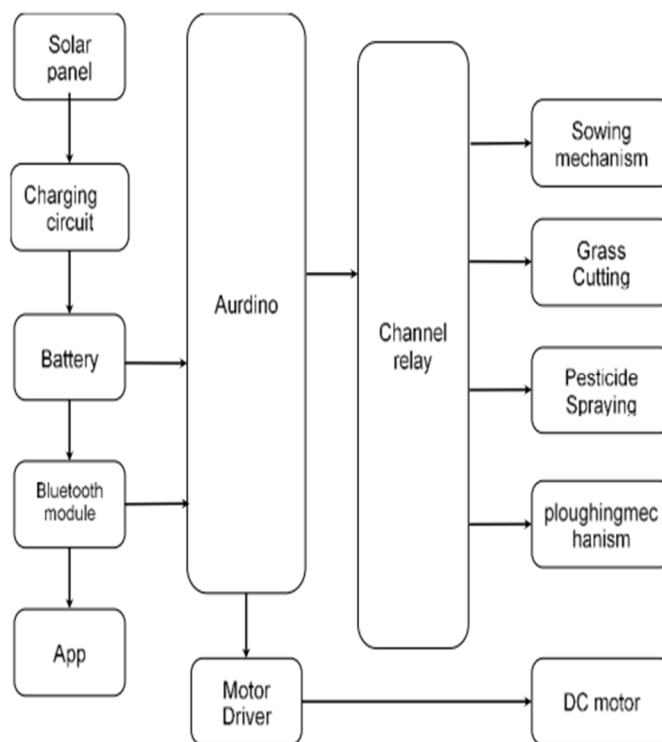 Solar
panel
Charging
circuit
Battery
Bluetooth
module
App
Aurdino
Motor
Driver
Channel
relay
Sowing
mechanism
Grass
Cutting
Pesticide
Spraying
ploughingmec
hanism
DC motor